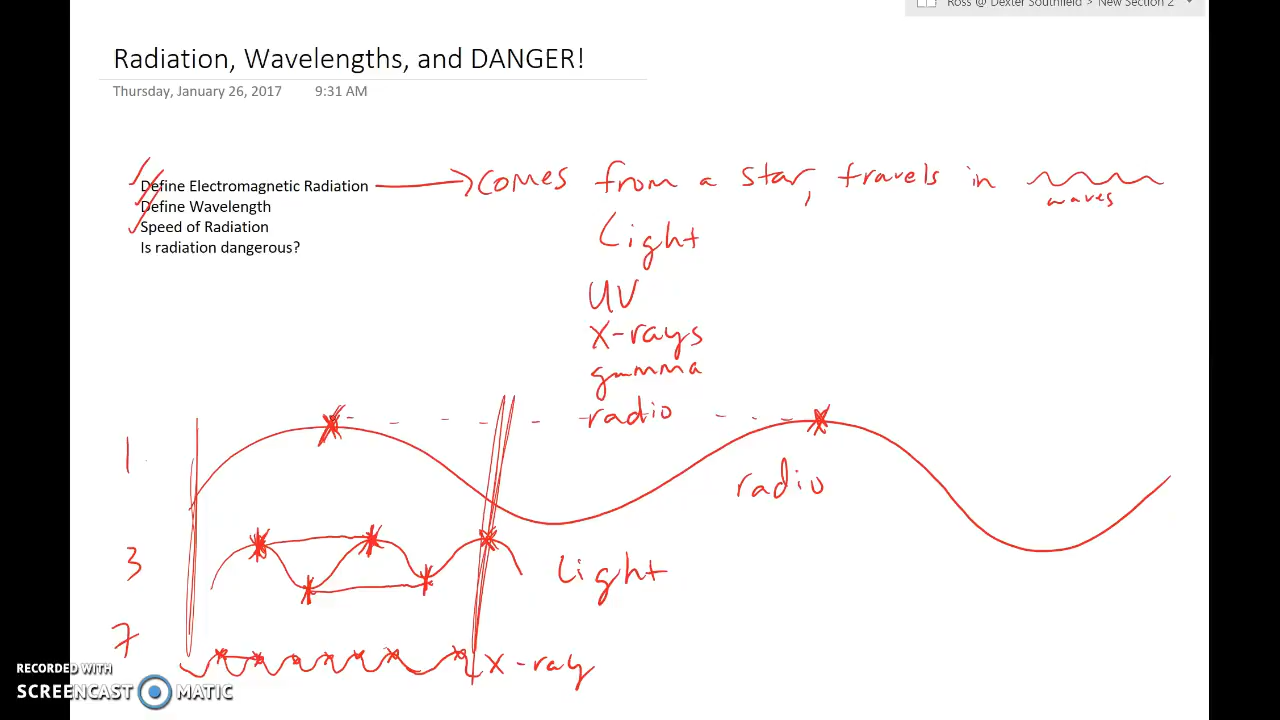 Ross @ Dexter Southfield > New Section 2
Radiation, Wavelengths, and DANGER!
Thursday, January 26, 2017 9:31 AM
Define Electromagnetic Radiation
comes from a star, travels in
waves
Define Wavelength
Speed of Radiation
Is radiation dangerous?
Light
UV
X-rays
gamma
radio
1
radio
3
Light
7
X-ray
RECORDED WITH
SCREENCAST MATIC